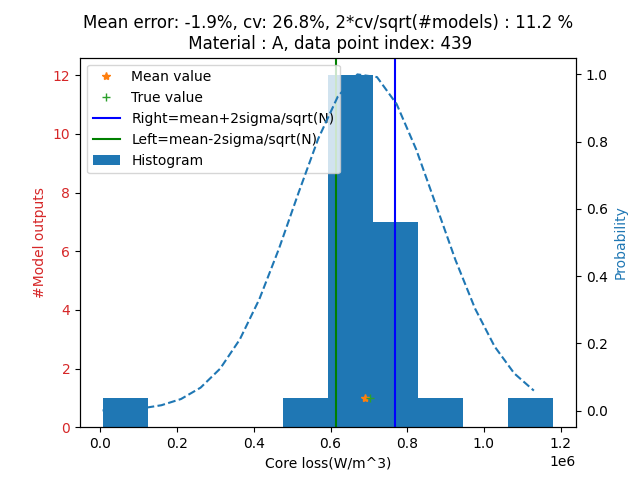 Mean error: -1.9%, cv: 26.8%, 2*cv/sqrt(#models) : 11.2 %
Material : A, data point index: 439
Mean value
True value
Right=mean+2sigma/sqrt(N)
Left=mean-2sigma/sqrt(N)
Histogram
#Model outputs
12
10
8
6
4
2
0
Probability
1.0
0.8
0.6
0.4
0.2
0.0
0.0 0.2 0.4 0.6 0.8 1.0 1.2
1e6
Core loss(W/m^3)